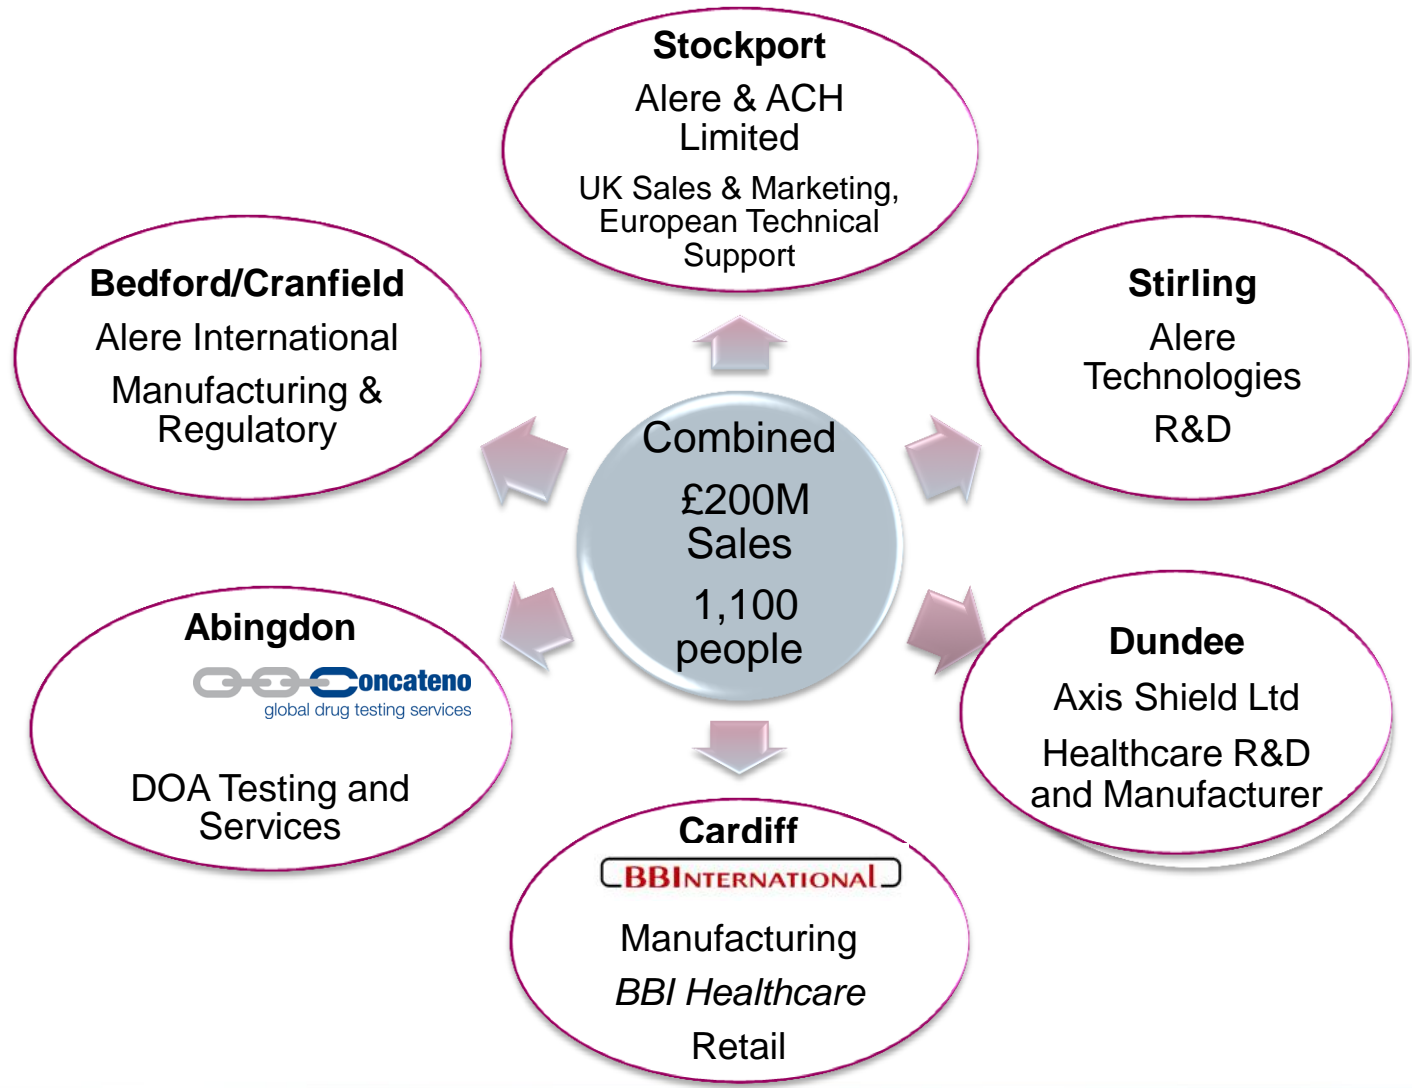 Stockport
Alere & ACH
Limited
UK Sales & Marketing,
European Technical
Support
Bedford/Cranfield
Alere International
Manufacturing &
Regulatory
Stirling
Alere
Technologies
R&D
Combined
£200M
Sales
1,100
people
Abingdon
Concateno
global drug testing services
DOA Testing and
Services
Dundee
Axis Shield Ltd
Healthcare R&D
and Manufacturer
Cardiff
BBINTERNATIONAL
Manufacturing
BBI Healthcare
Retail